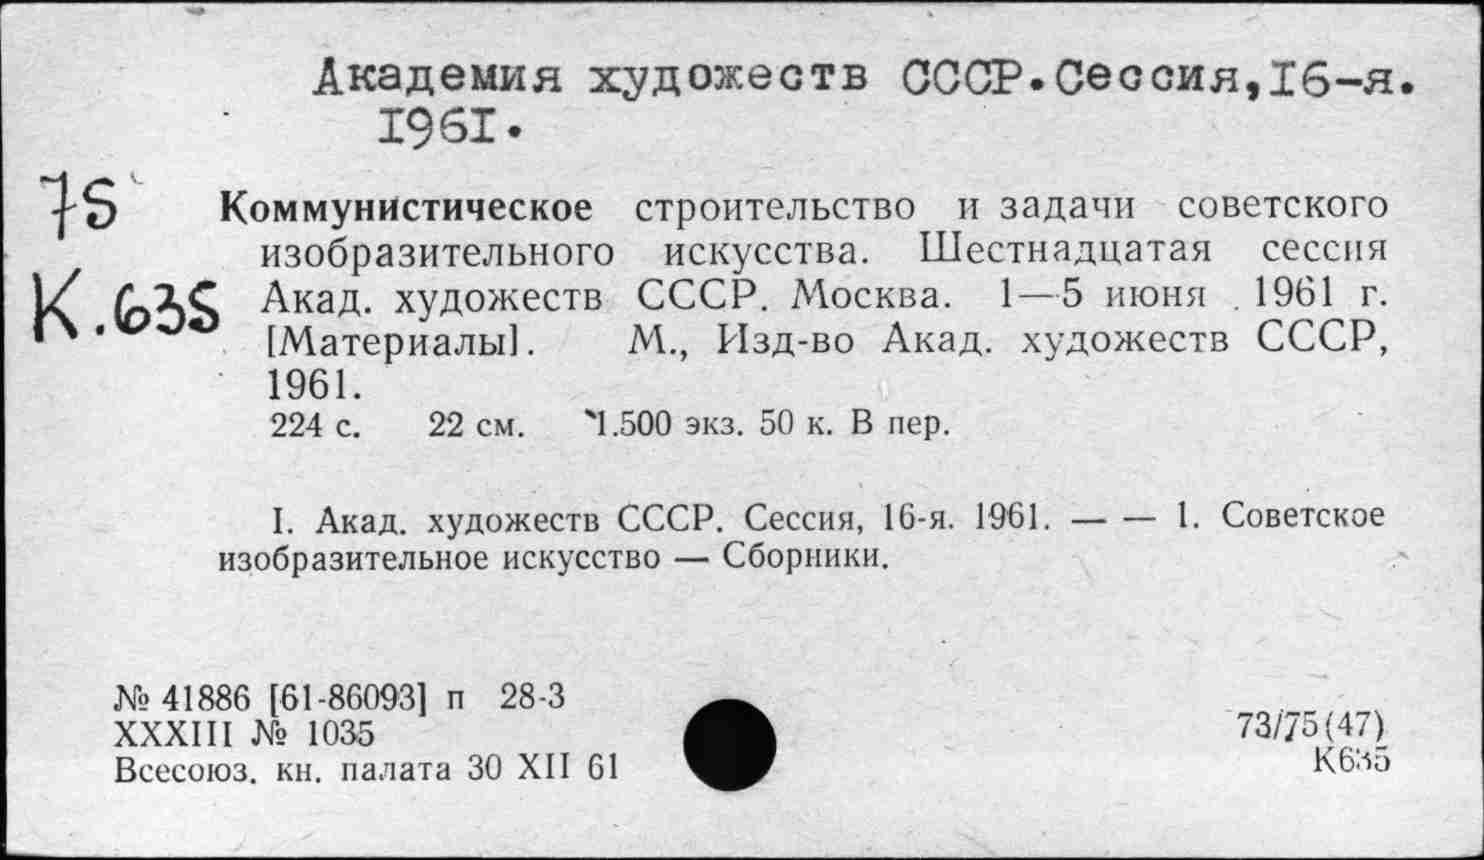 Академия художеств СССР. Сессия, 16-я.
1961.
75
Коммунистическое строительство и задачи советского
изобразительного искусства. Шестнадцатая сессия
К.635
Акад. художеств СССР. Москва. 1—5 июня 1961 г.
[Материалы]. М., Изд-во Акад. художеств СССР,
1961.
224 с. 22 см. 1.500 экз. 50 к. В пер.
I. Акад. художеств СССР. Сессия, 16-я. 1961. — — 1. Советское
изобразительное искусство — Сборники.
№ 41886 [61-86093] п 28-3
XXXIII № 1035
Всесоюз. кн. палата 30 XII 61
73/75(47)
К635